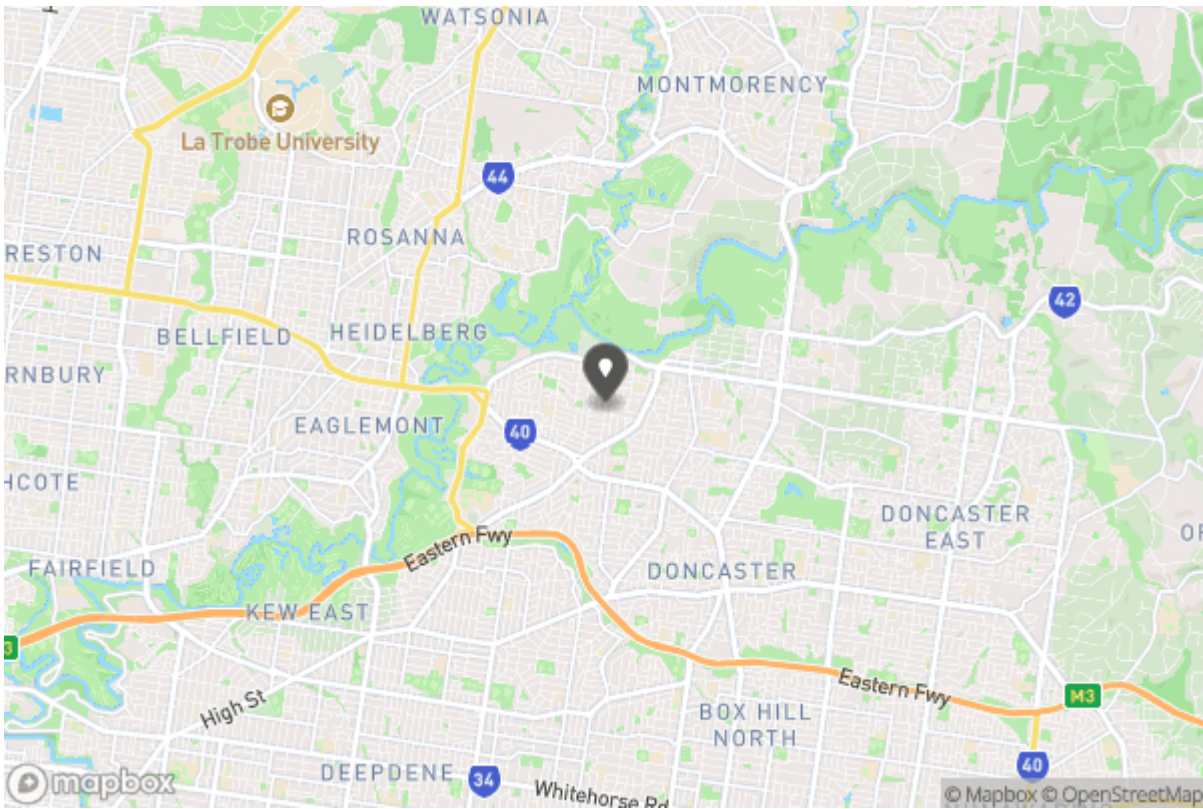 WATSONIA
MONTMORENCY
La Trobe University
44
ROSANNA
RESTON
42
HEIDELBERG
BELLFIELD
RNBURY
EAGLEMONT
40
HCOTE
DONCASTER
EAST
OR
Eastern Fwy
FAIRFIELD
DONCASTER
KEW EAST
3
Eastern Fwy
M3
High St
BOX HILL
NORTH
DEEPDENE
34
40
Whitehorse Rd
mapbox
© Mapbox © OpenStreetMap